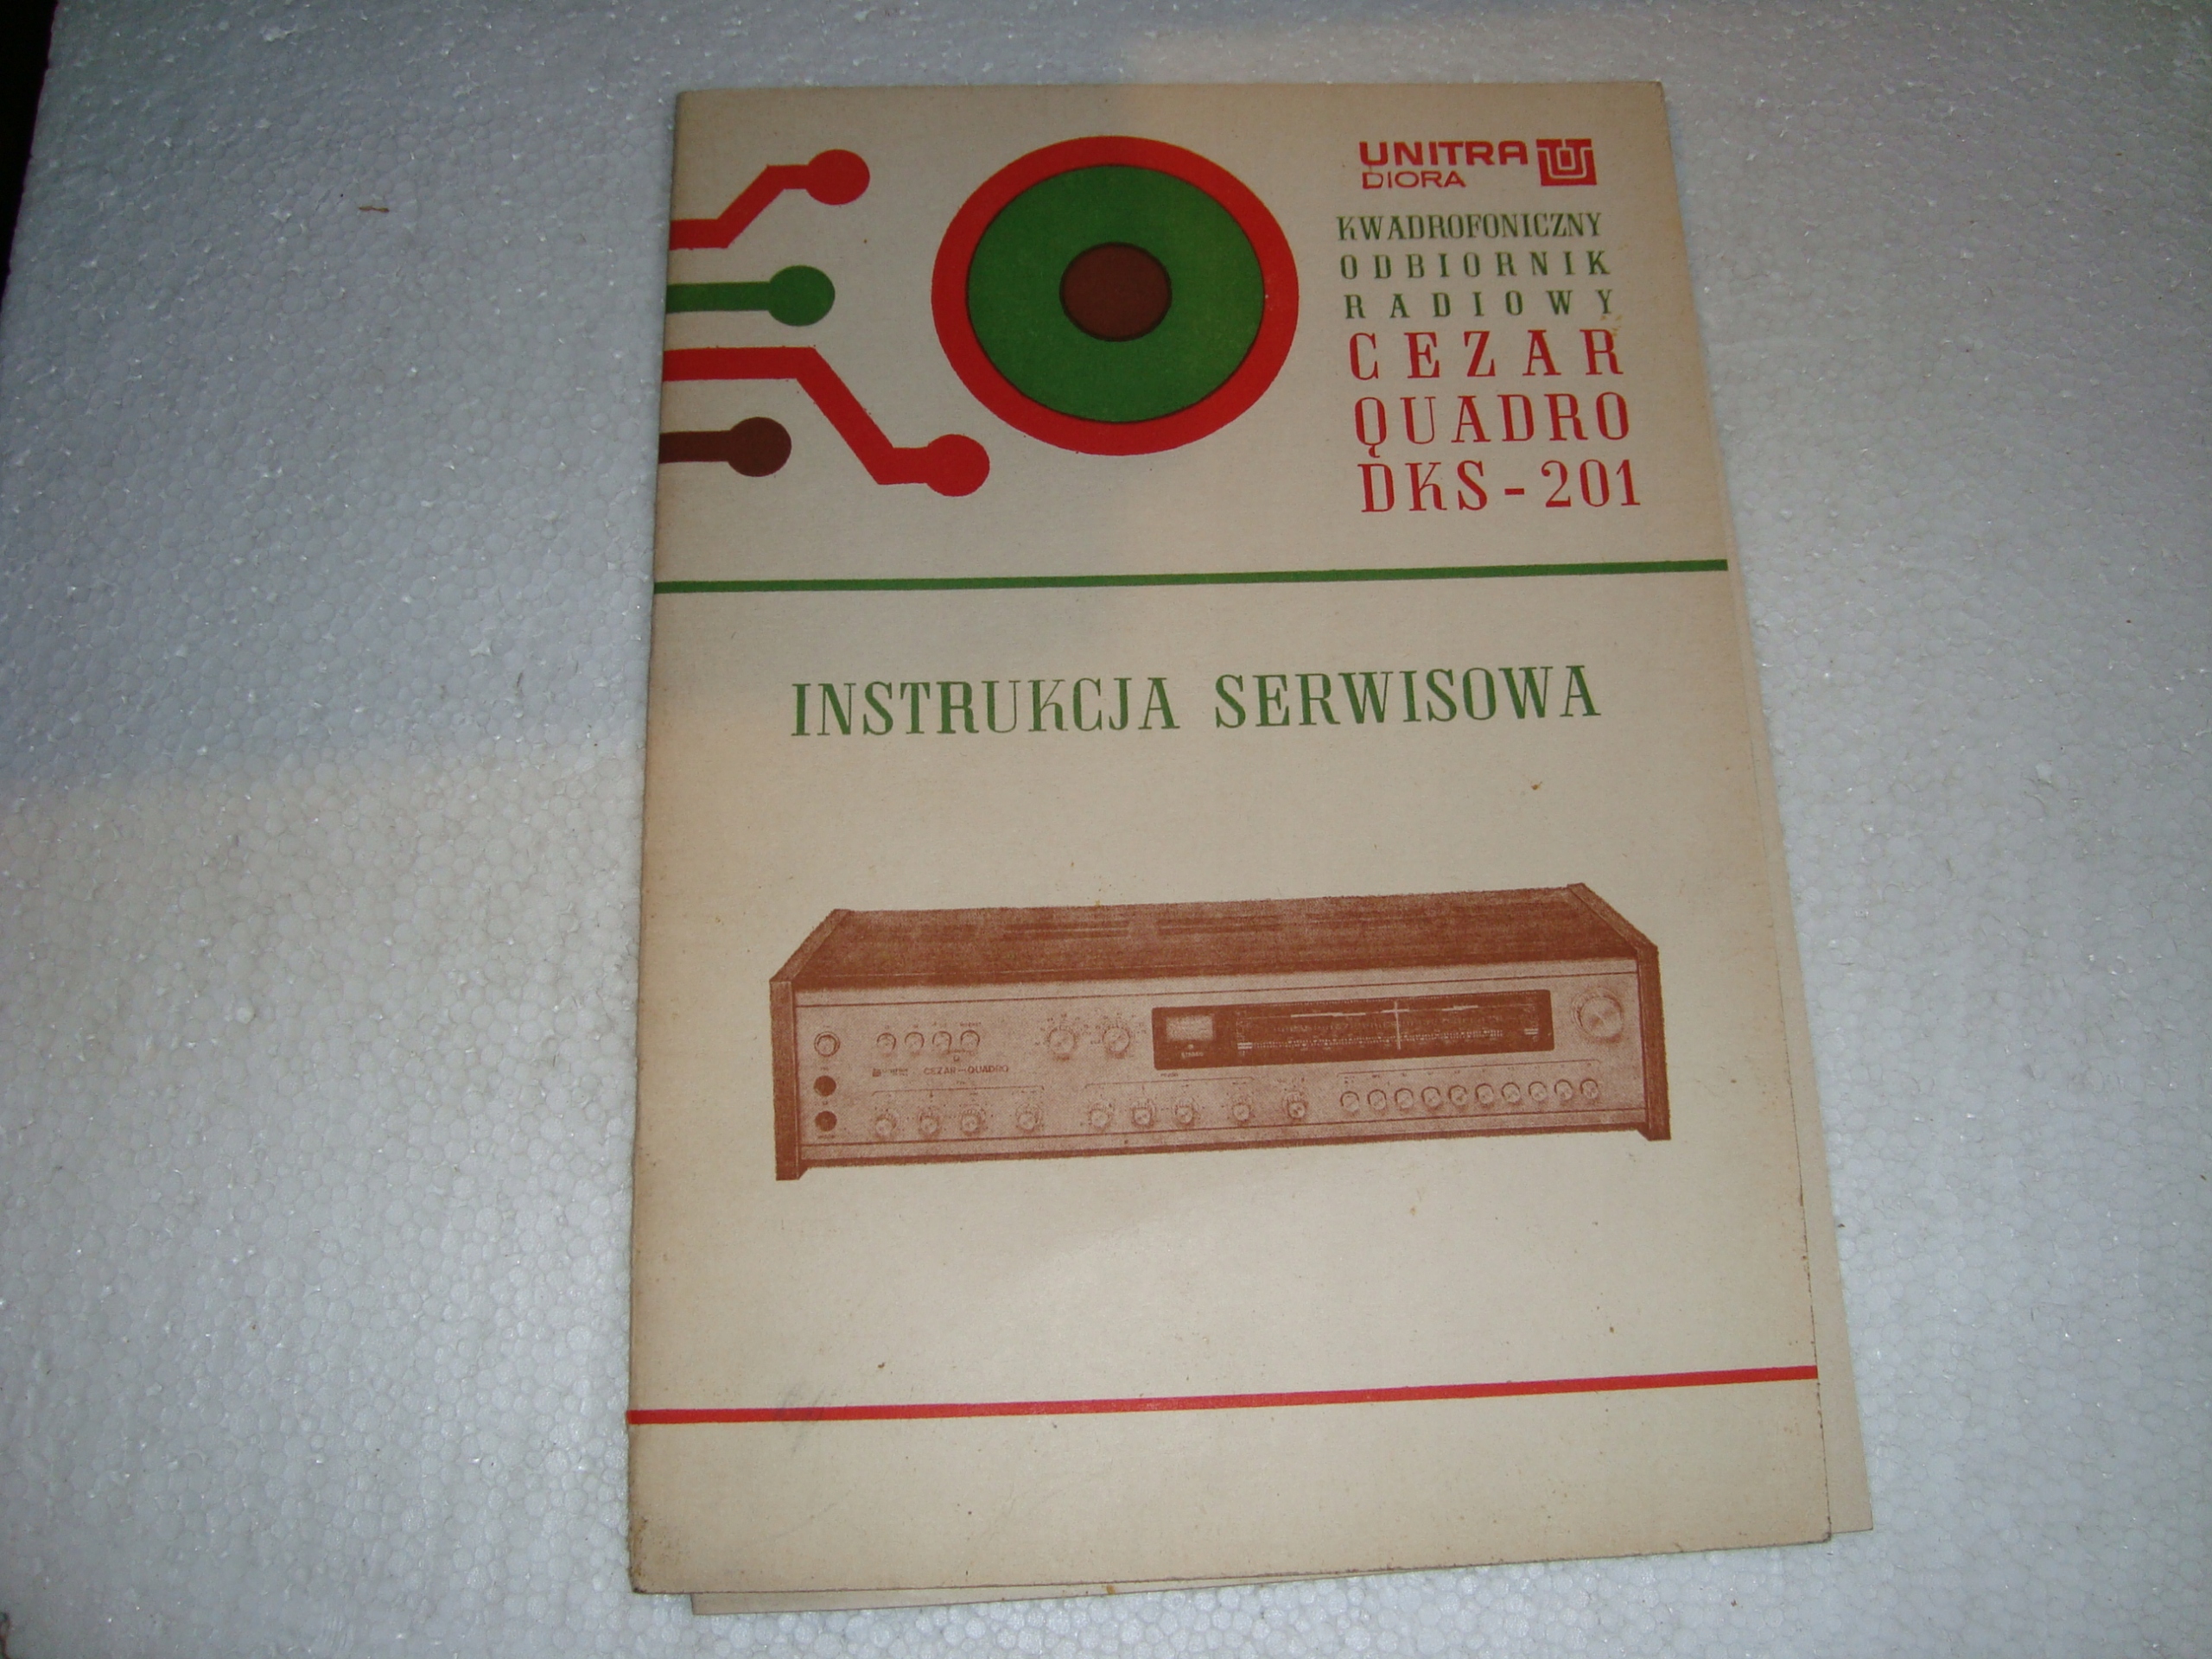 UNITRA
DIORA
KWADROFONICZNY
ODBIORNIK
RADIOWY
CEZAR
QUADRO
DKS-201
INSTRUKCJA SERWISOWA
CEZAR-QUADRO